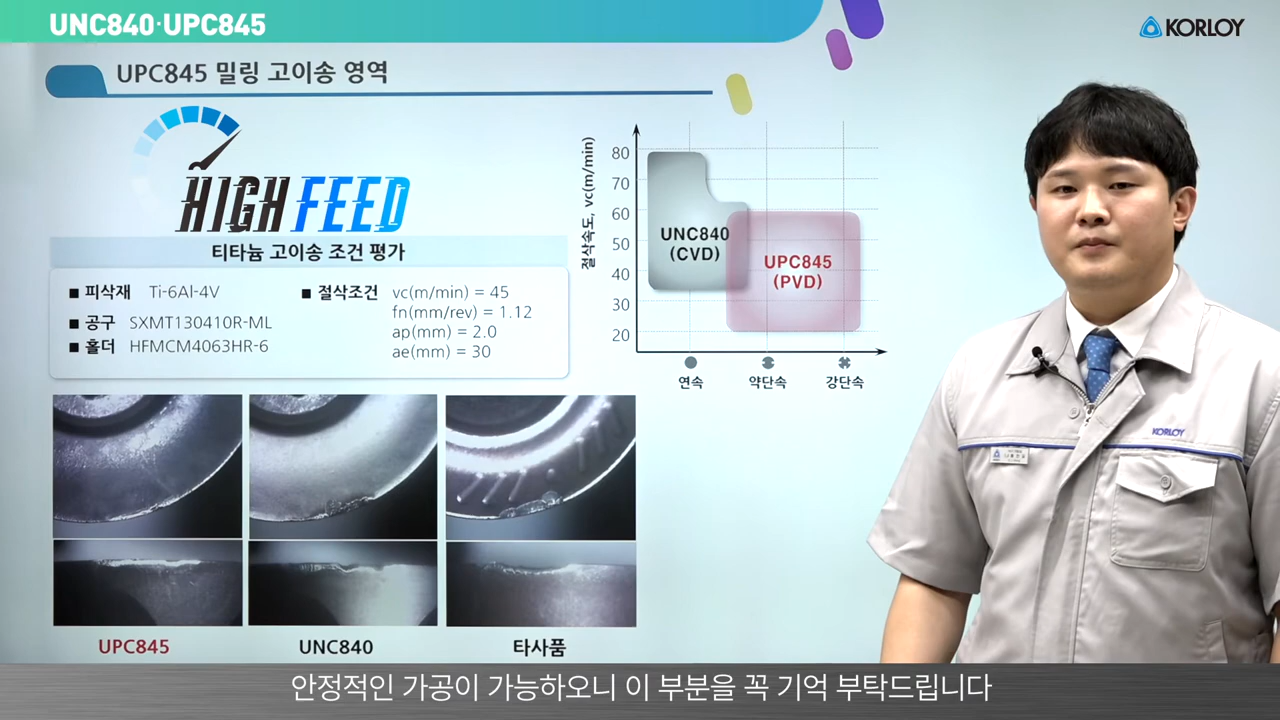 UNC840·UPC845
KORLOY
UPC845 밀링 고이송 영역
HIGH FEED
티타늄 고이송 조건 평가
■ 피삭재 Ti-6Al-4V
■ 공구 SXMT130410R-ML
■ 홀더 HFMCM4063HR-6
■ 절삭조건 vc(m/min) = 45
fn(mm/rev) = 1.12
ap(mm) = 2.0
ae(mm) = 30
절삭속도, vc(m/min)
80
70
60
50
40
30
20
UNC840
(CVD)
UPC845
(PVD)
연속 약단속 강단속
UPC845 UNC840 타사품
KORLOY
안정적인 가공이 가능하오니 이 부분을 꼭 기억 부탁드립니다